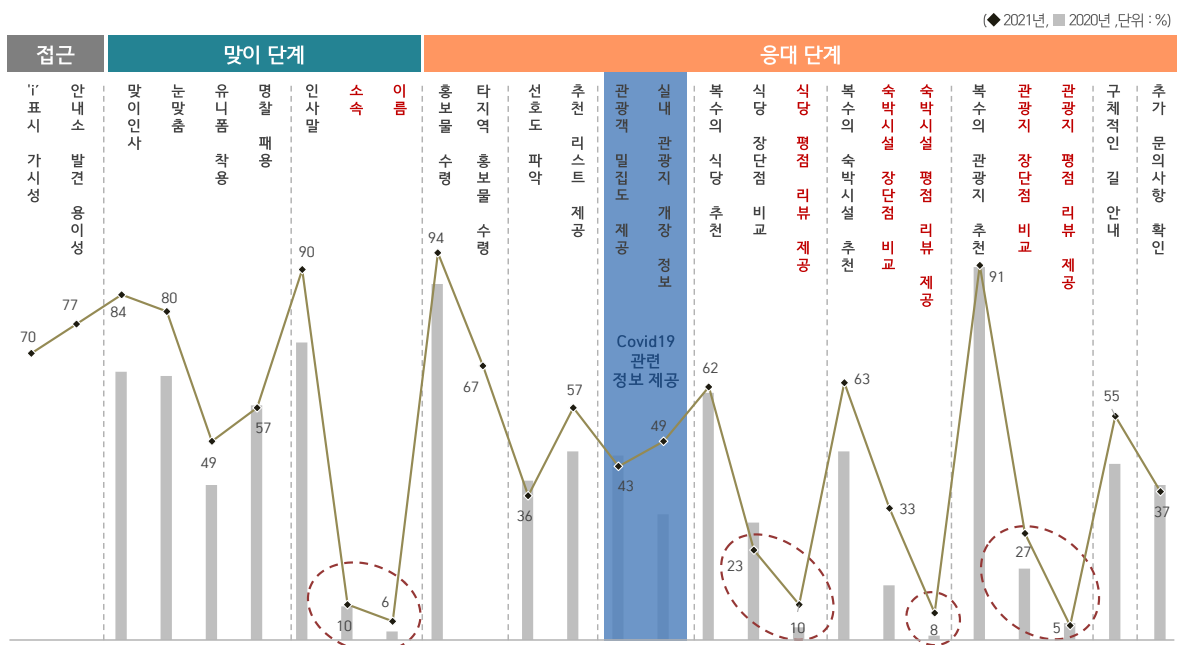 (◆ 2021년, ■ 2020년 ,단위 : %)
접근
맞이 단계
응대 단계
'i' 표시 가시성
안내소 발견 용이성
맞이인사
눈맞춤
유니폼 착용
명찰 패용
인사말
소속
이름
홍보물 수령
타지역 홍보물 수령
선호도 파악
추천 리스트 제공
관광객 밀집도 제공
실내 관광지 개장 정보
복수의 식당 추천
식당 장단점 비교
식당 평점 리뷰 제공
복수의 숙박시설 추천
숙박시설 장단점 비교
숙박시설 평점 리뷰 제공
복수의 관광지 추천
관광지 장단점 비교
관광지 평점 리뷰 제공
구체적인 길 안내
추가 문의사항 확인
Covid19
관련
정보 제공
70
77
84
80
49
57
90
10
6
94
67
36
57
43
49
62
23
10
63
33
8
91
27
5
55
37